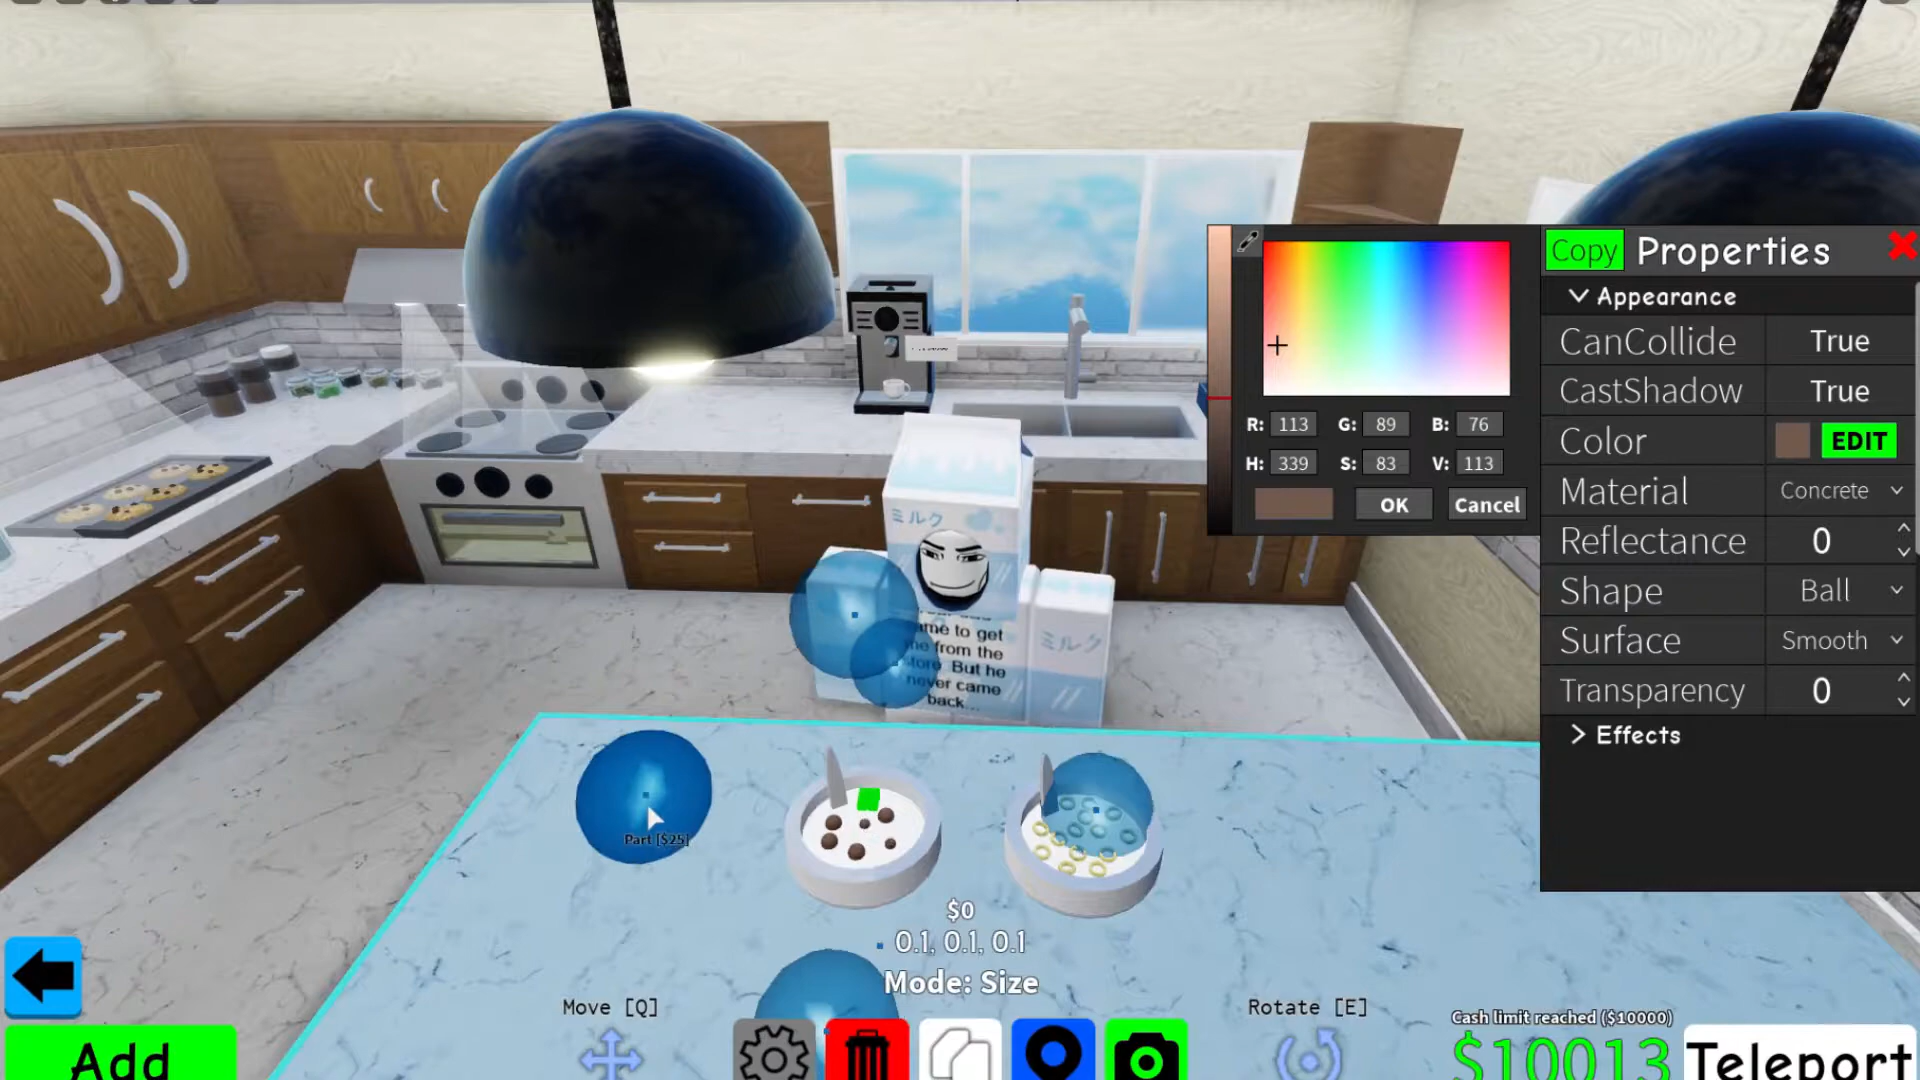 Copy Properties
Appearance
CanCollide True
CastShadow True
Color EDIT
Material Concrete
Reflectance 0
Shape Ball
Surface Smooth
Transparency 0
Effects
R: 113 G: 89 B: 76
H: 339 S: 83 V: 113
OK Cancel
ミルク
ame to get
me from the
tore. But he
never came
back...
ミルク
Part [$25]
$0
0.1, 0.1, 0.1
Mode: Size
Move [Q]
Rotate [E]
Add
Cash limit reached ($10000)
$10013
Teleport